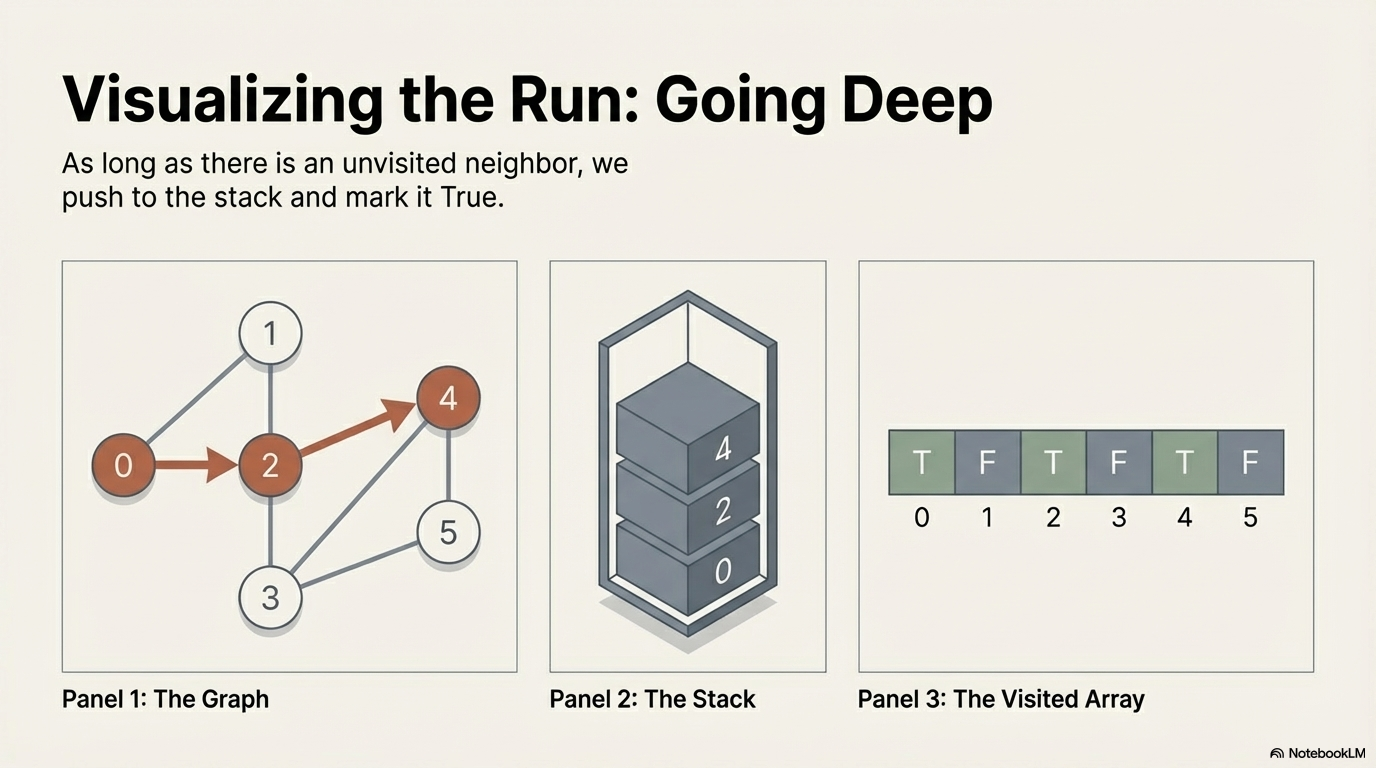 Visualizing the Run: Going Deep
As long as there is an unvisited neighbor, we
push to the stack and mark it True.
1
4
0
2
5
3
Panel 1: The Graph
4
2
0
Panel 2: The Stack
T F T F T F
0 1 2 3 4 5
Panel 3: The Visited Array
NotebookLM